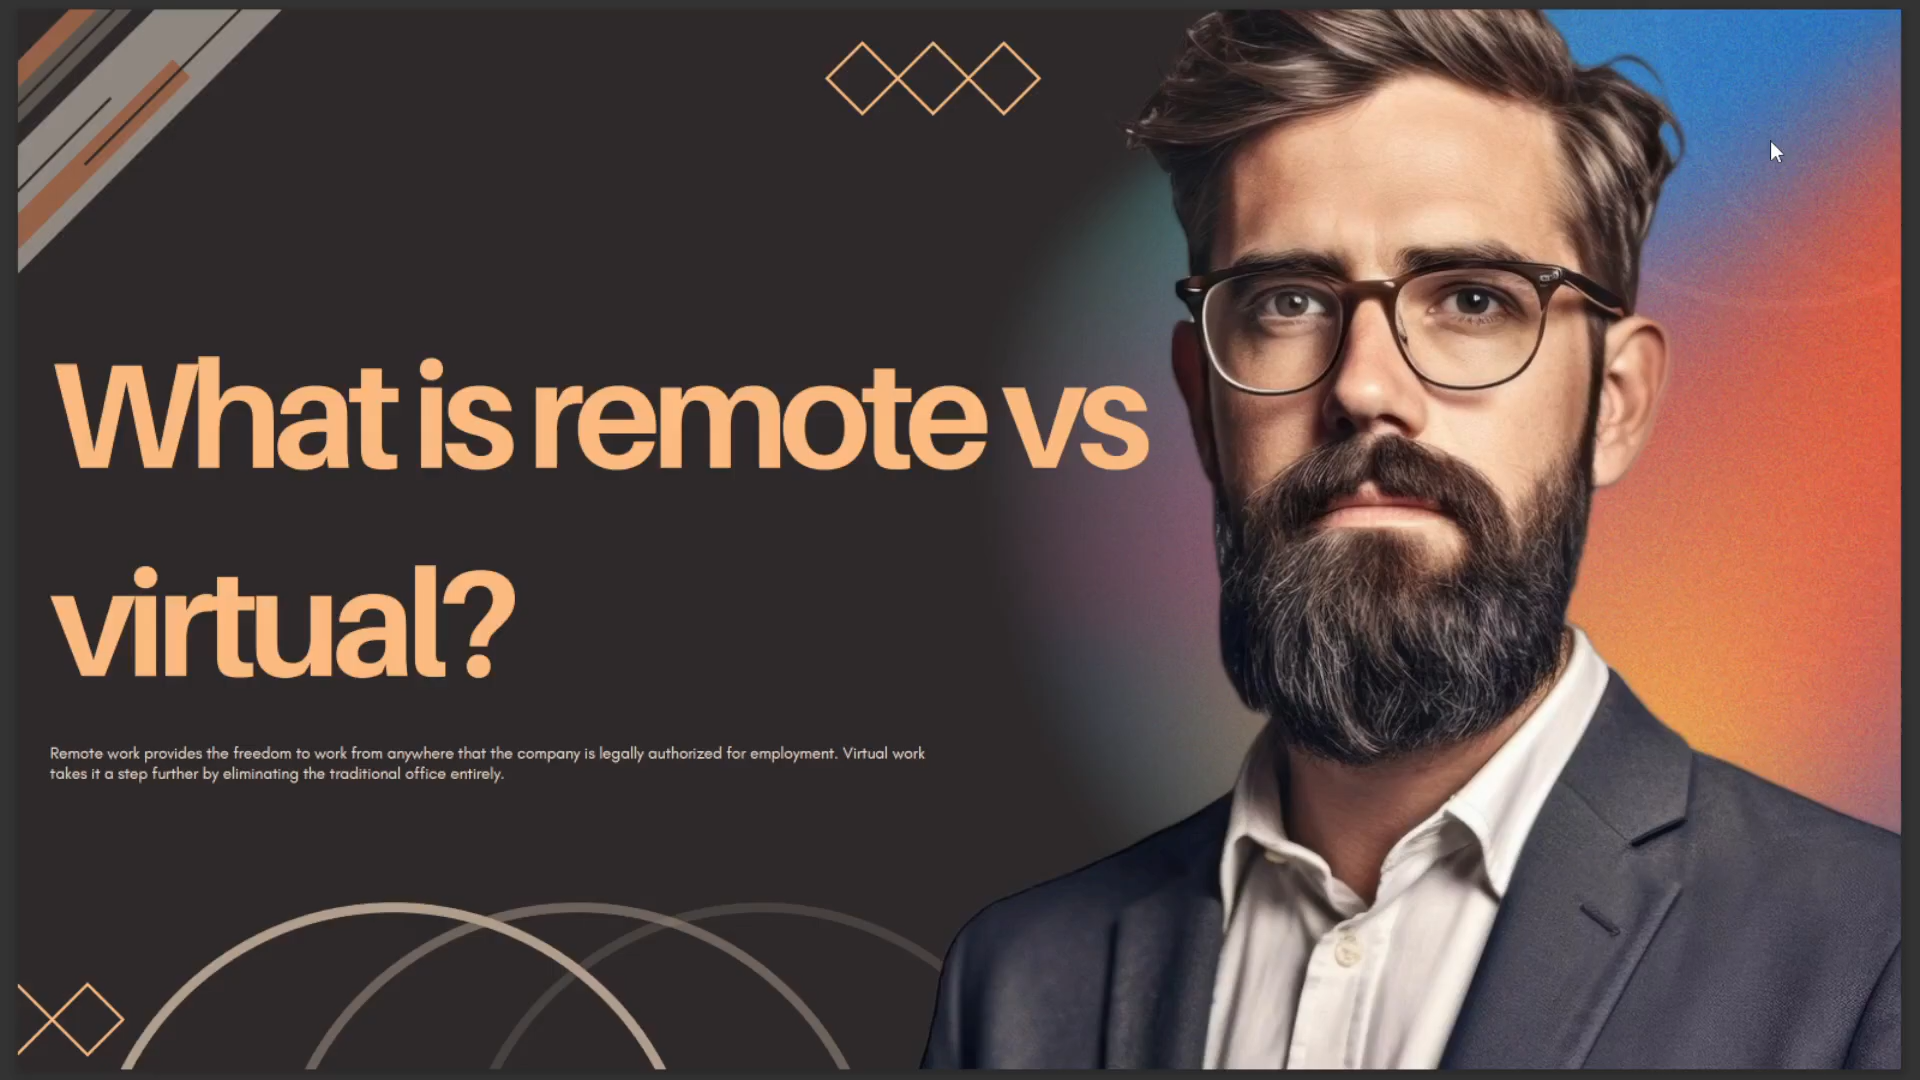 What is remote vs
virtual?
Remote work provides the freedom to work from anywhere that the company is legally authorized for employment. Virtual work
takes it a step further by eliminating the traditional office entirely.